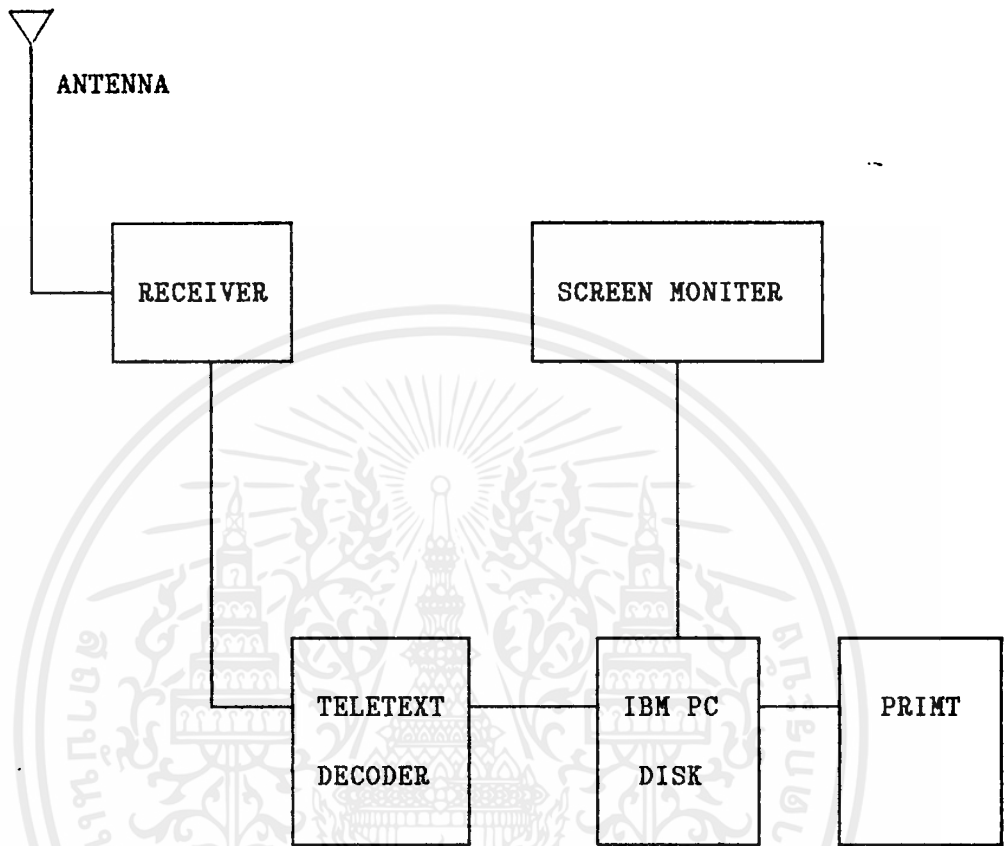 ANTENNA
RECEIVER
SCREEN MONITER
TELETEXT
DECODER
IBM PC
DISK
PRIMT